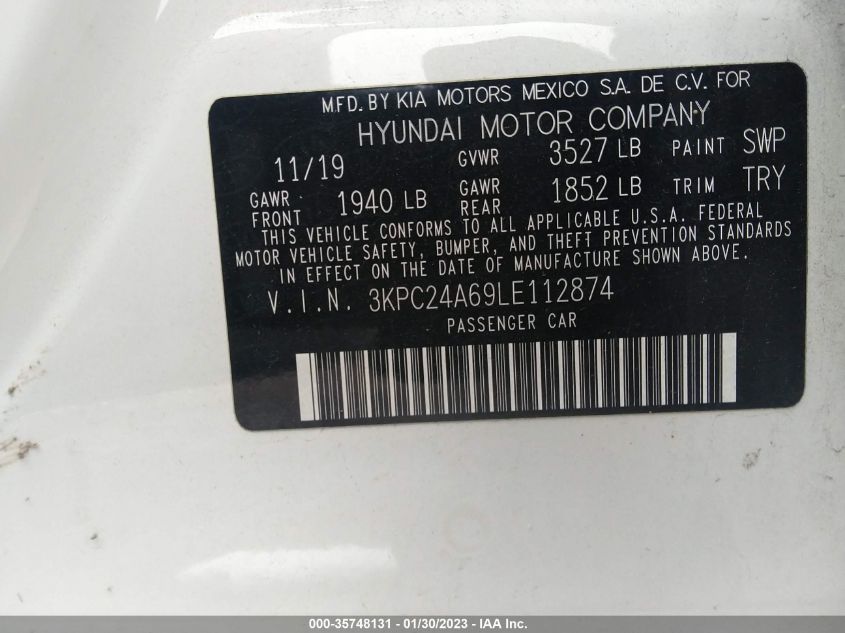 MFD. BY KIA MOTORS MEXICO S.A. DE C.V. FOR
HYUNDAI MOTOR COMPANY
11/19 GVWR 3527 LB PAINT SWP
GAWR FRONT 1940 LB GAWR REAR 1852 LB TRIM TRY
THIS VEHICLE CONFORMS TO ALL APPLICABLE U.S.A. FEDERAL
MOTOR VEHICLE SAFETY, BUMPER, AND THEFT PREVENTION STANDARDS
IN EFFECT ON THE DATE OF MANUFACTURE SHOWN ABOVE.
V.I.N. 3KPC24A69LE112874
PASSENGER CAR
000-35748131 - 01/30/2023 - IAA Inc.